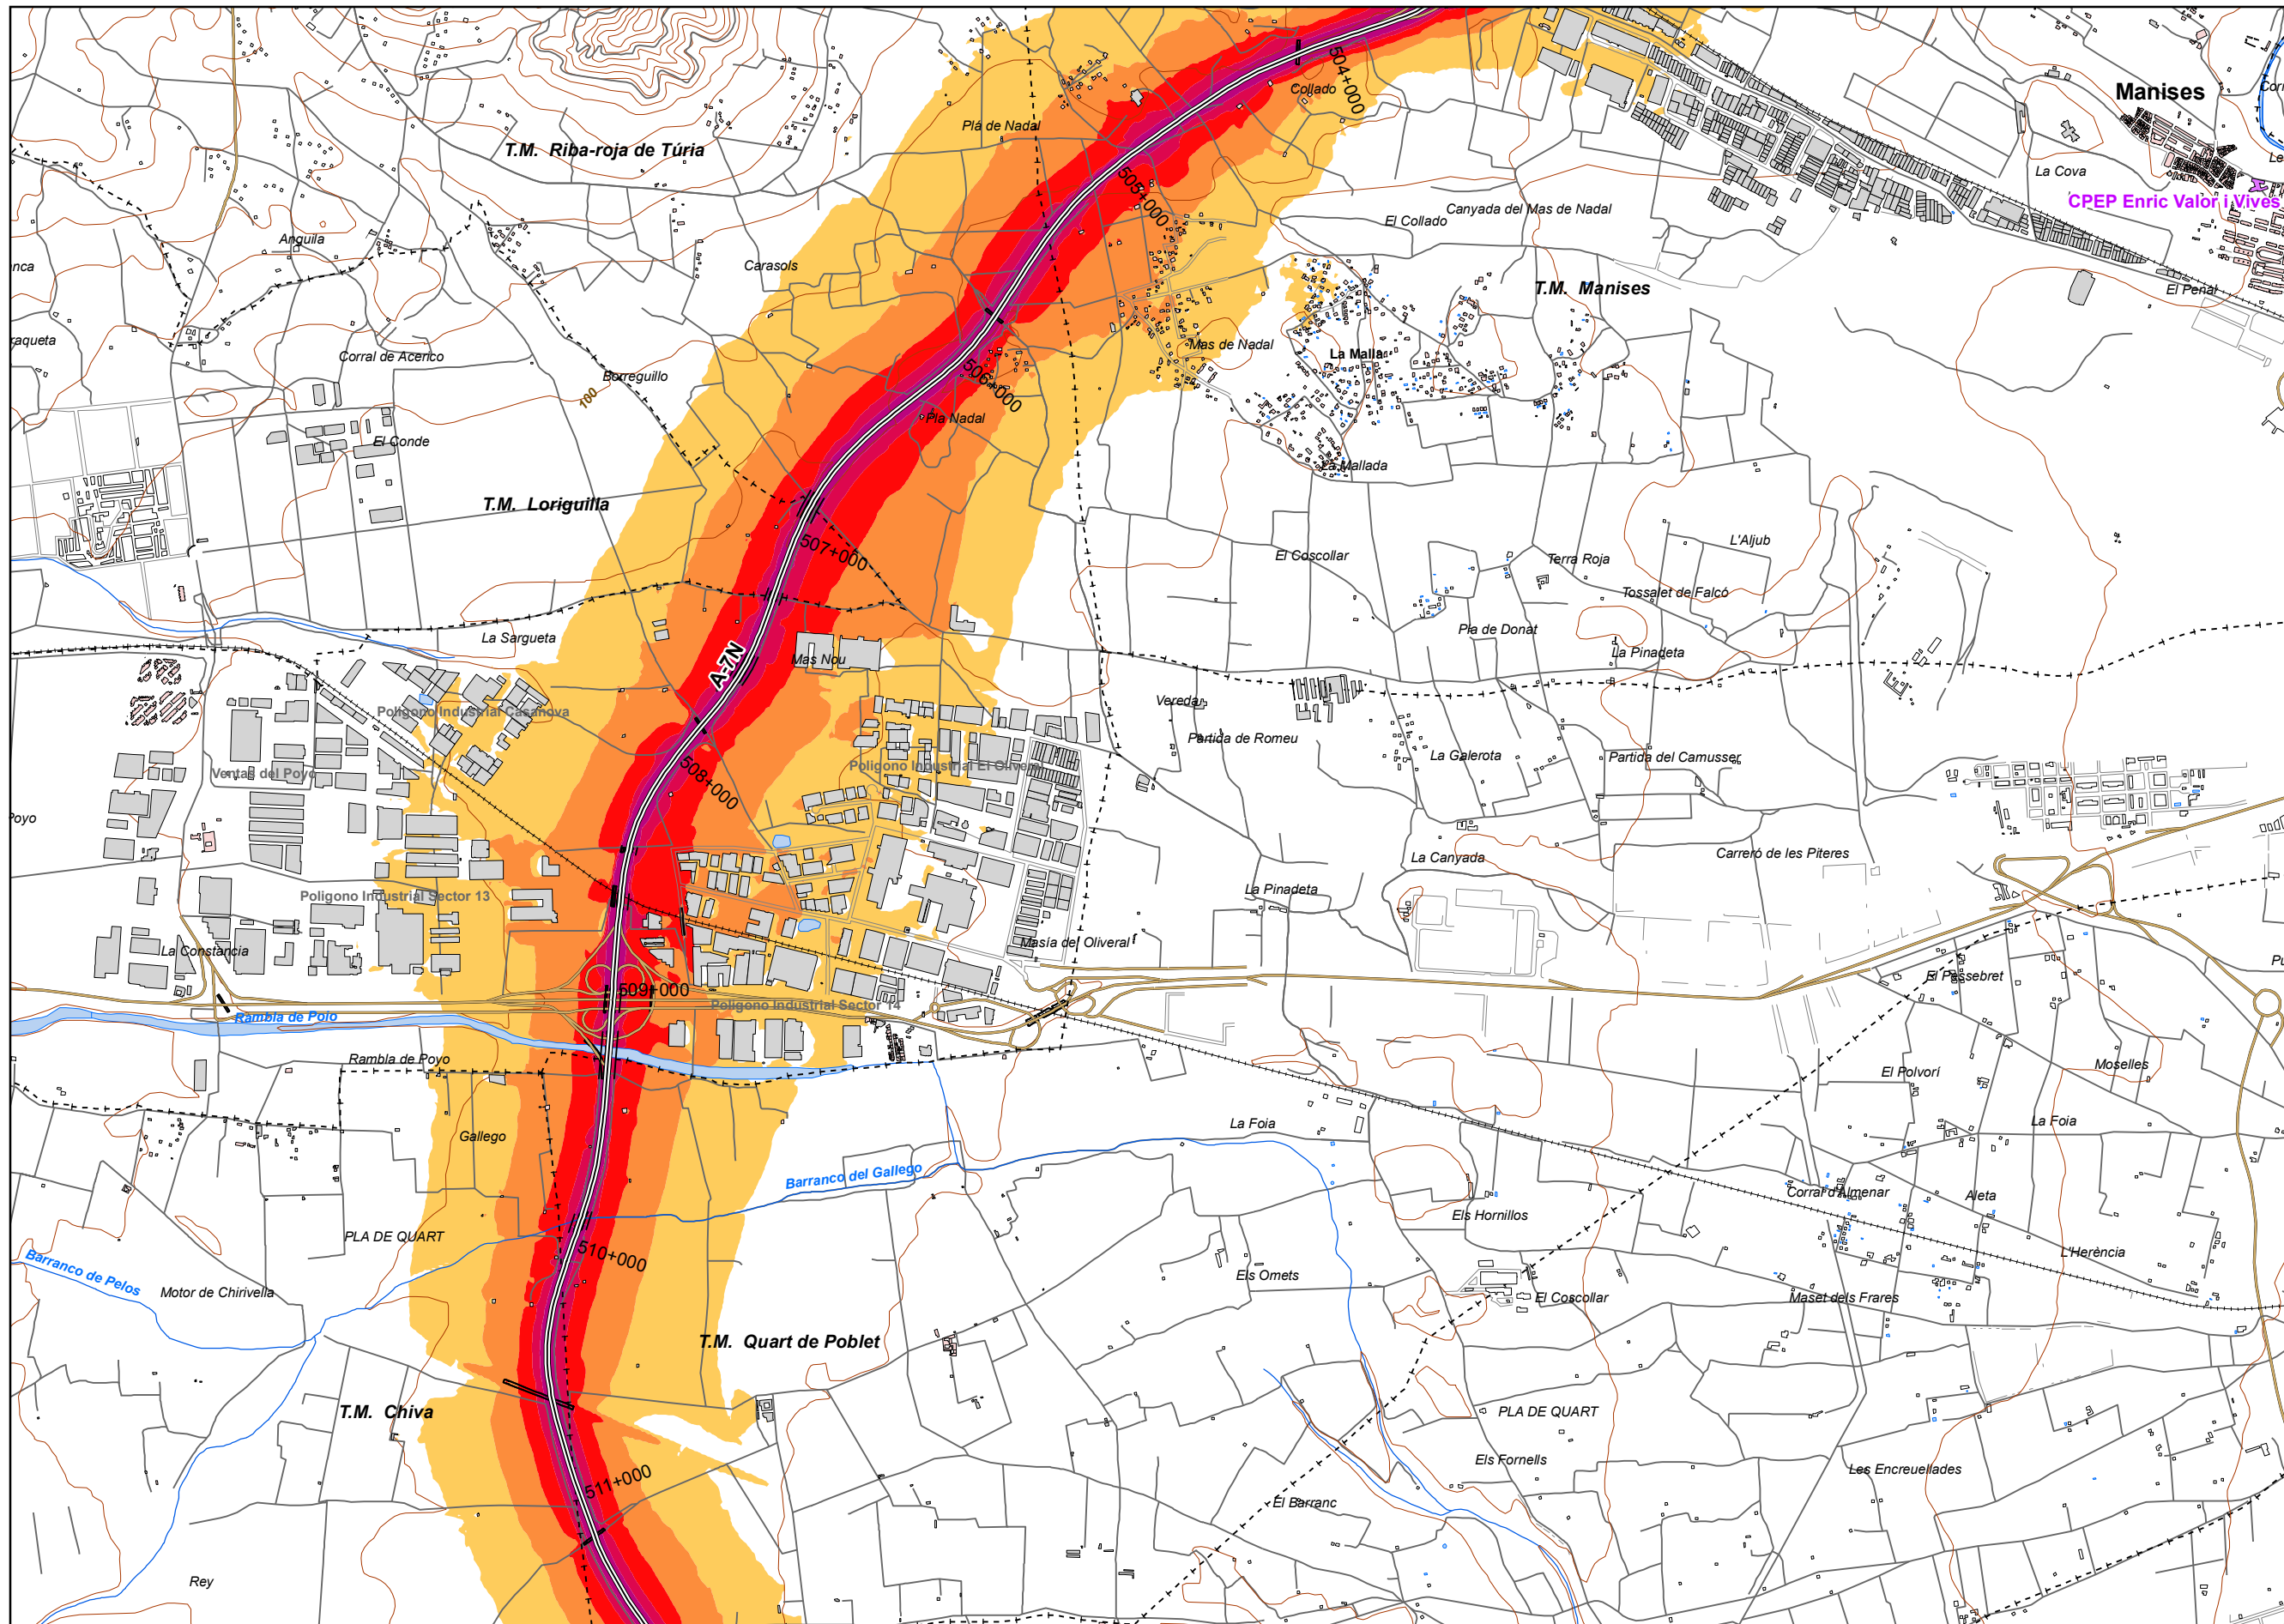 504+000
Collado
Manises
Plá de Nadal
T.M. Riba-roja de Túria
La Cova
505+000
CPEP Enric Valor i Vives
Canyada del Mas de Nadal
El Collado
Anquila
Carasols
T.M. Manises
El Penal
Corral de Acerico
Mas de Nadal
La Malla
Borreguillo
506+000
100
Pla Nadal
El Conde
La Mallada
T.M. Loriguilla
507+000
L'Aljub
El Coscollar
Terra Roja
Tossalet de Falcó
Pla de Donat
La Sargueta
La Pinadeta
Mas Nou
A-7N
Vereda
Poligono Industrial Casanova
Partida de Romeu
La Galerota
Partida del Camusser
Poligono Industrial El Oliveral
Ventas del Poyo
508+000
Poyo
La Canyada
Carreró de les Piteres
La Pinadeta
Poligono Industrial Sector 13
Masía del Oliveral
La Constancia
El Passebret
509+000
Poligono Industrial Sector 14
Rambla de Poio
Rambla de Poyo
Moselles
El Polvorí
La Foia
La Foia
Gallego
Barranco del Gallego
Corral d'Almenar
Aleta
Els Hornillos
PLA DE QUART
510+000
L'Herència
Barranco de Pelos
Els Omets
Motor de Chirivella
El Coscollar
Maset dels Frares
T.M. Quart de Poblet
T.M. Chiva
PLA DE QUART
Els Fornells
Les Encreuellades
511+000
El Barranc
Rey